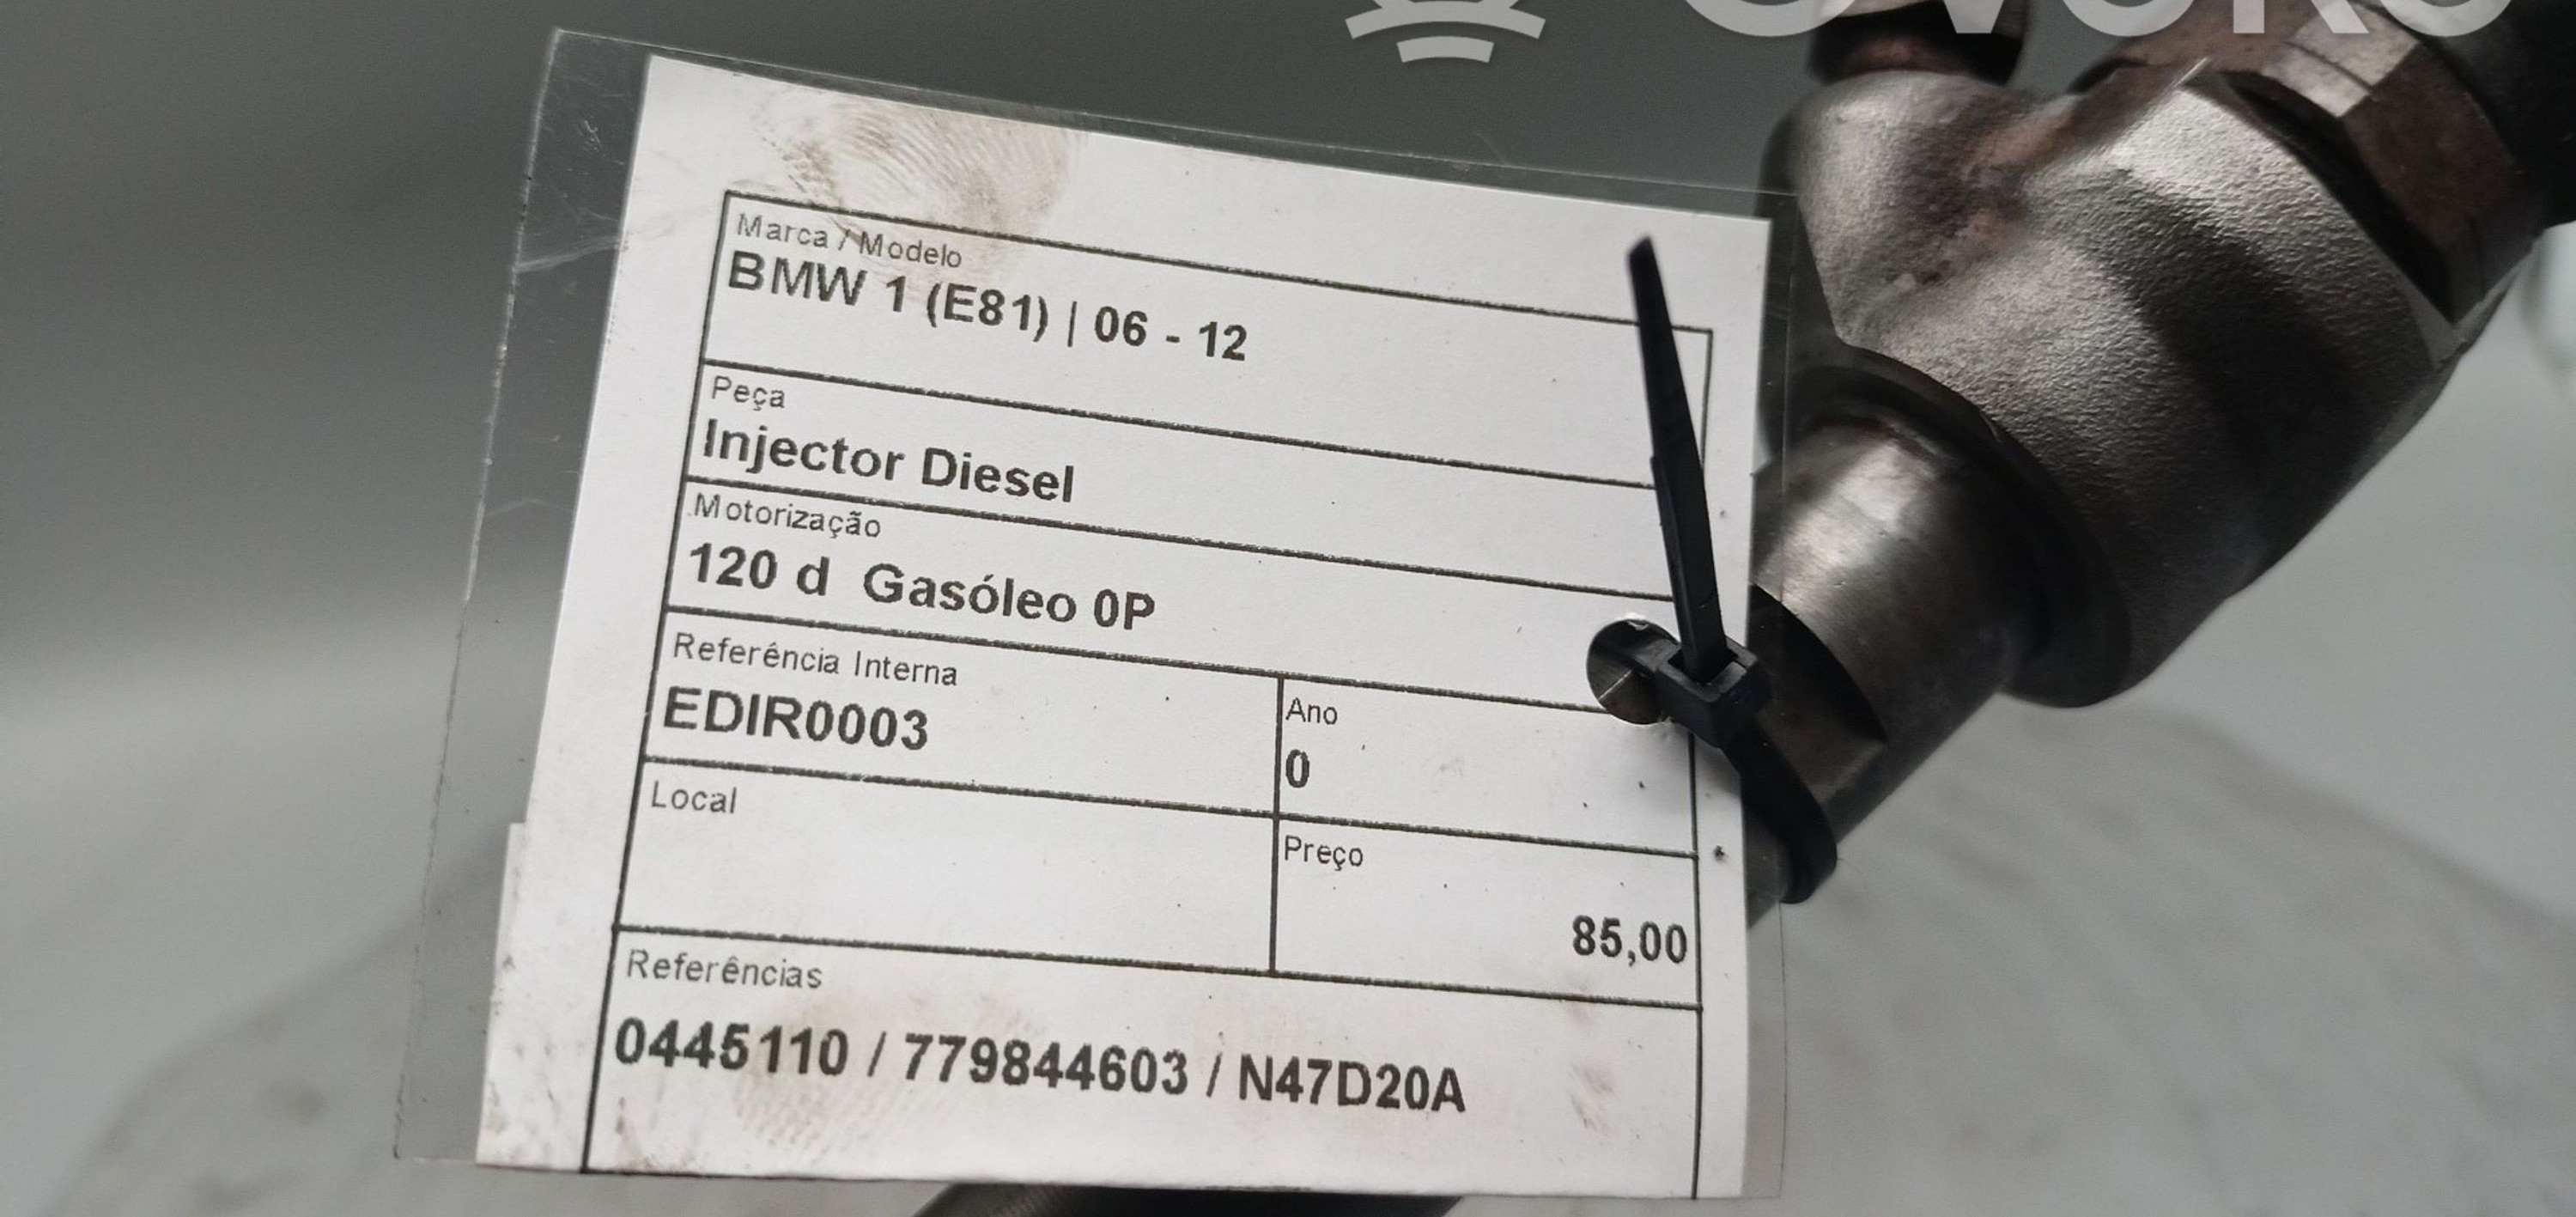 Marca / Modelo
BMW 1 (E81) | 06 - 12
Peça
Injector Diesel
Motorização
120 d Gasóleo 0P
Referência Interna
EDIR0003
Ano
0
Local
Preço
85,00
Referências
0445110 / 779844603 / N47D20A